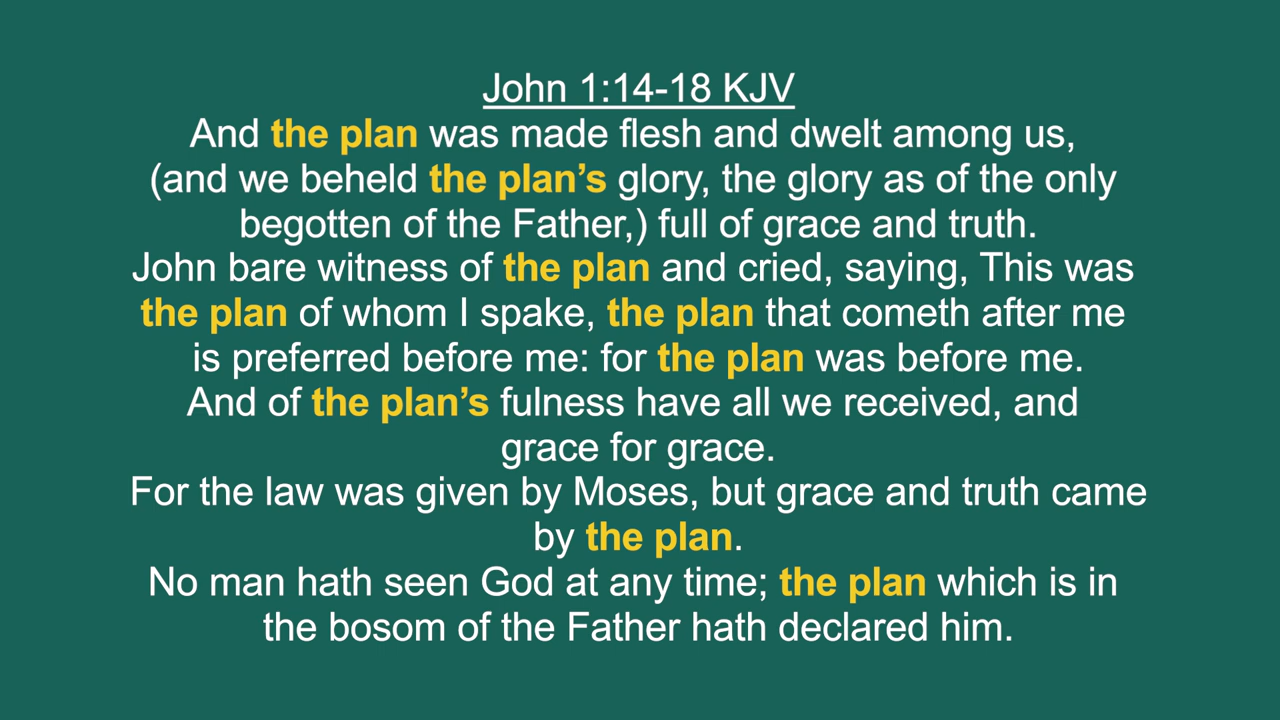 John 1:14-18 KJV
And the plan was made flesh and dwelt among us,
(and we beheld the plan’s glory, the glory as of the only
begotten of the Father,) full of grace and truth.
John bare witness of the plan and cried, saying, This was
the plan of whom I spake, the plan that cometh after me
is preferred before me: for the plan was before me.
And of the plan’s fulness have all we received, and
grace for grace.
For the law was given by Moses, but grace and truth came
by the plan.
No man hath seen God at any time; the plan which is in
the bosom of the Father hath declared him.